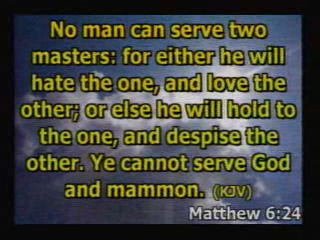 No man can serve two
masters: for either he will
hate the one, and love the
other; or else he will hold to
the one, and despise the
other. Ye cannot serve God
and mammon. (KJV)
Matthew 6:24